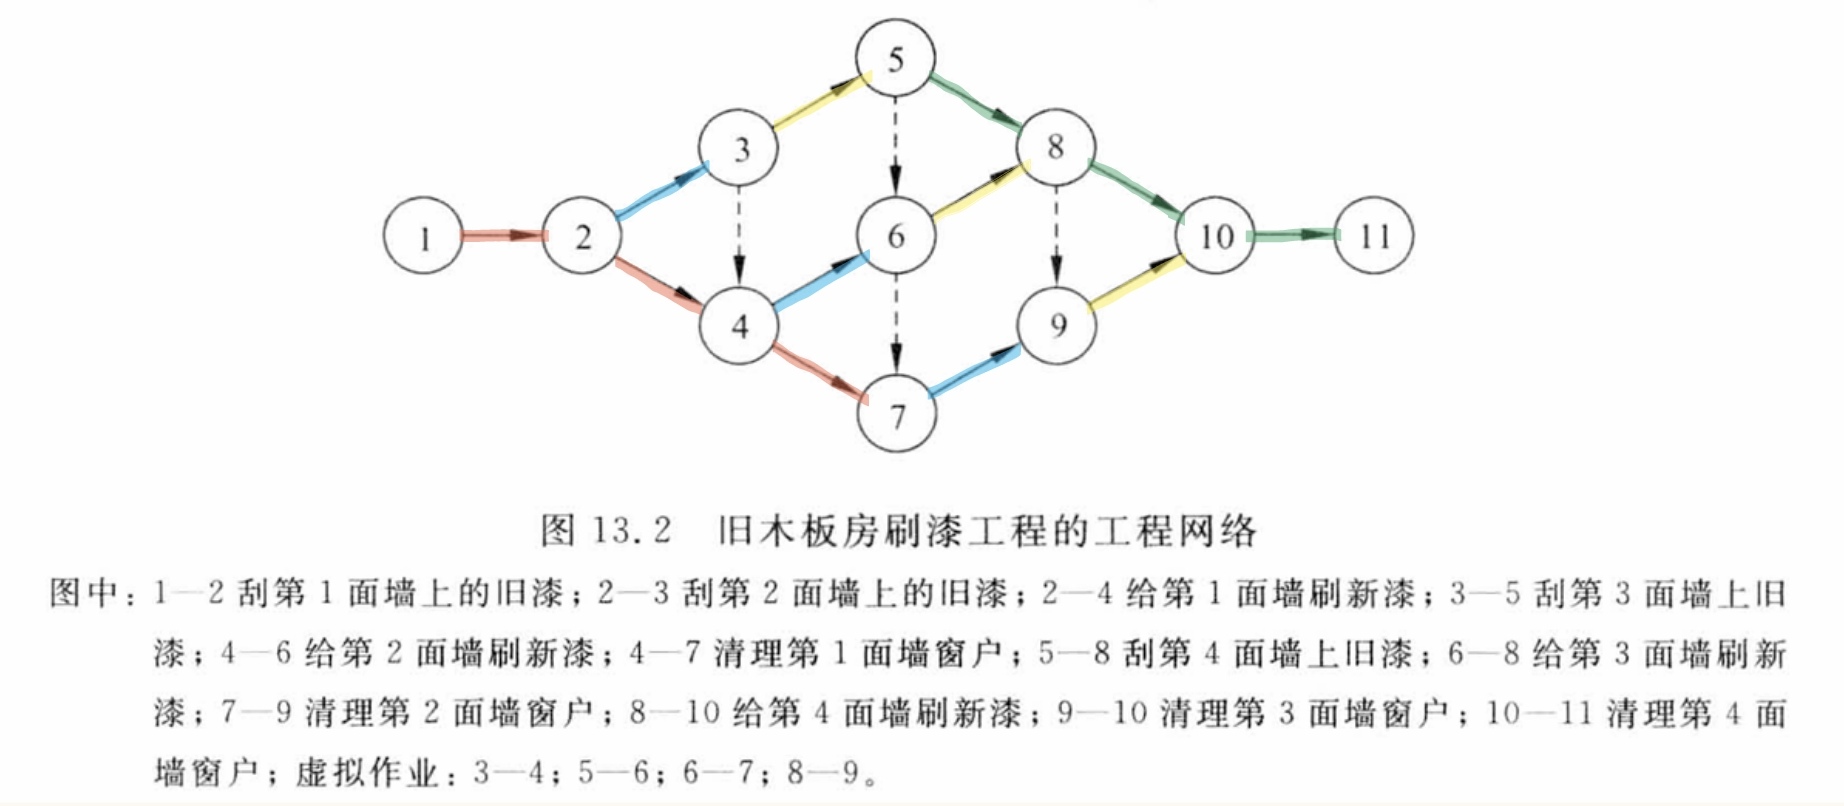 5
3
8
1
2
6
10
11
4
9
7
图 13.2 旧木板房刷漆工程的工程网络
图中：1—2 刮第 1 面墙上的旧漆；2—3 刮第 2 面墙上的旧漆；2—4 给第 1 面墙刷新漆；3—5 刮第 3 面墙上旧
漆；4—6 给第 2 面墙刷新漆；4—7 清理第 1 面墙窗户；5—8 刮第 4 面墙上旧漆；6—8 给第 3 面墙刷新
漆；7—9 清理第 2 面墙窗户；8—10 给第 4 面墙刷新漆；9—10 清理第 3 面墙窗户；10—11 清理第 4 面
墙窗户；虚拟作业：3—4；5—6；6—7；8—9。